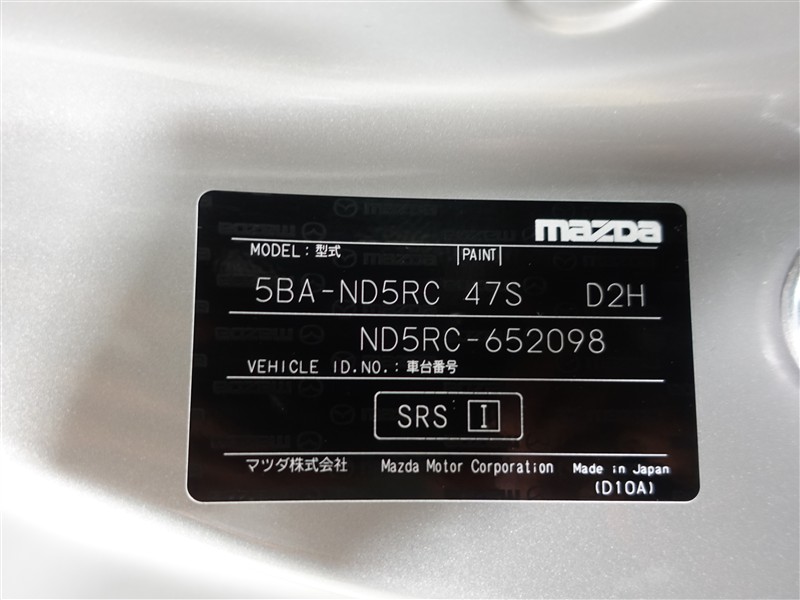 mazda
MODEL：型式 PAINT
5BA-ND5RC 47S D2H
ND5RC-652098
VEHICLE ID.NO.：車台番号
SRS I
マツダ株式会社 Mazda Motor Corporation Made in Japan
(D10A)